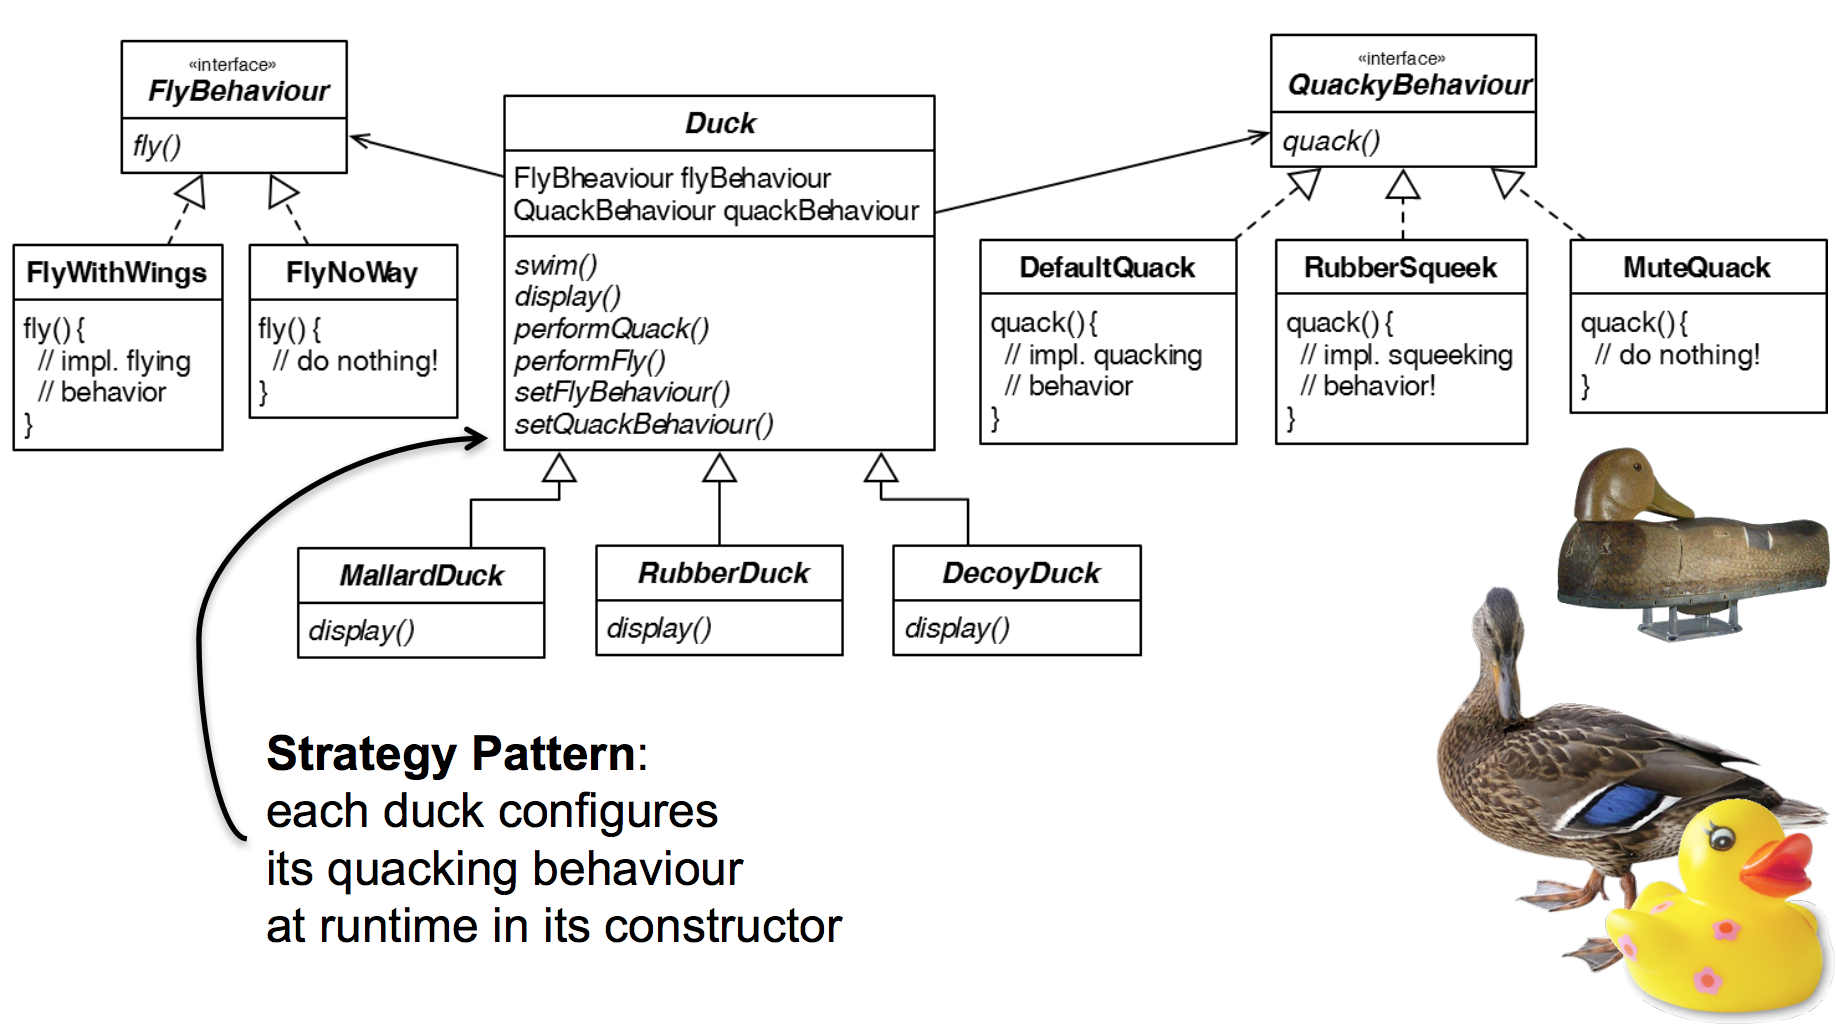 «interface»
FlyBehaviour
fly()
FlyWithWings
fly() {
// impl. flying
// behavior
}
FlyNoWay
fly() {
// do nothing!
}
Duck
FlyBheaviour flyBehaviour
QuackBehaviour quackBehaviour
swim()
display()
performQuack()
performFly()
setFlyBehaviour()
setQuackBehaviour()
«interface»
QuackyBehaviour
quack()
DefaultQuack
quack() {
// impl. quacking
// behavior
}
RubberSqueek
quack() {
// impl. squeeking
// behavior!
}
MuteQuack
quack() {
// do nothing!
}
MallardDuck
display()
RubberDuck
display()
DecoyDuck
display()
Strategy Pattern:
each duck configures
its quacking behaviour
at runtime in its constructor